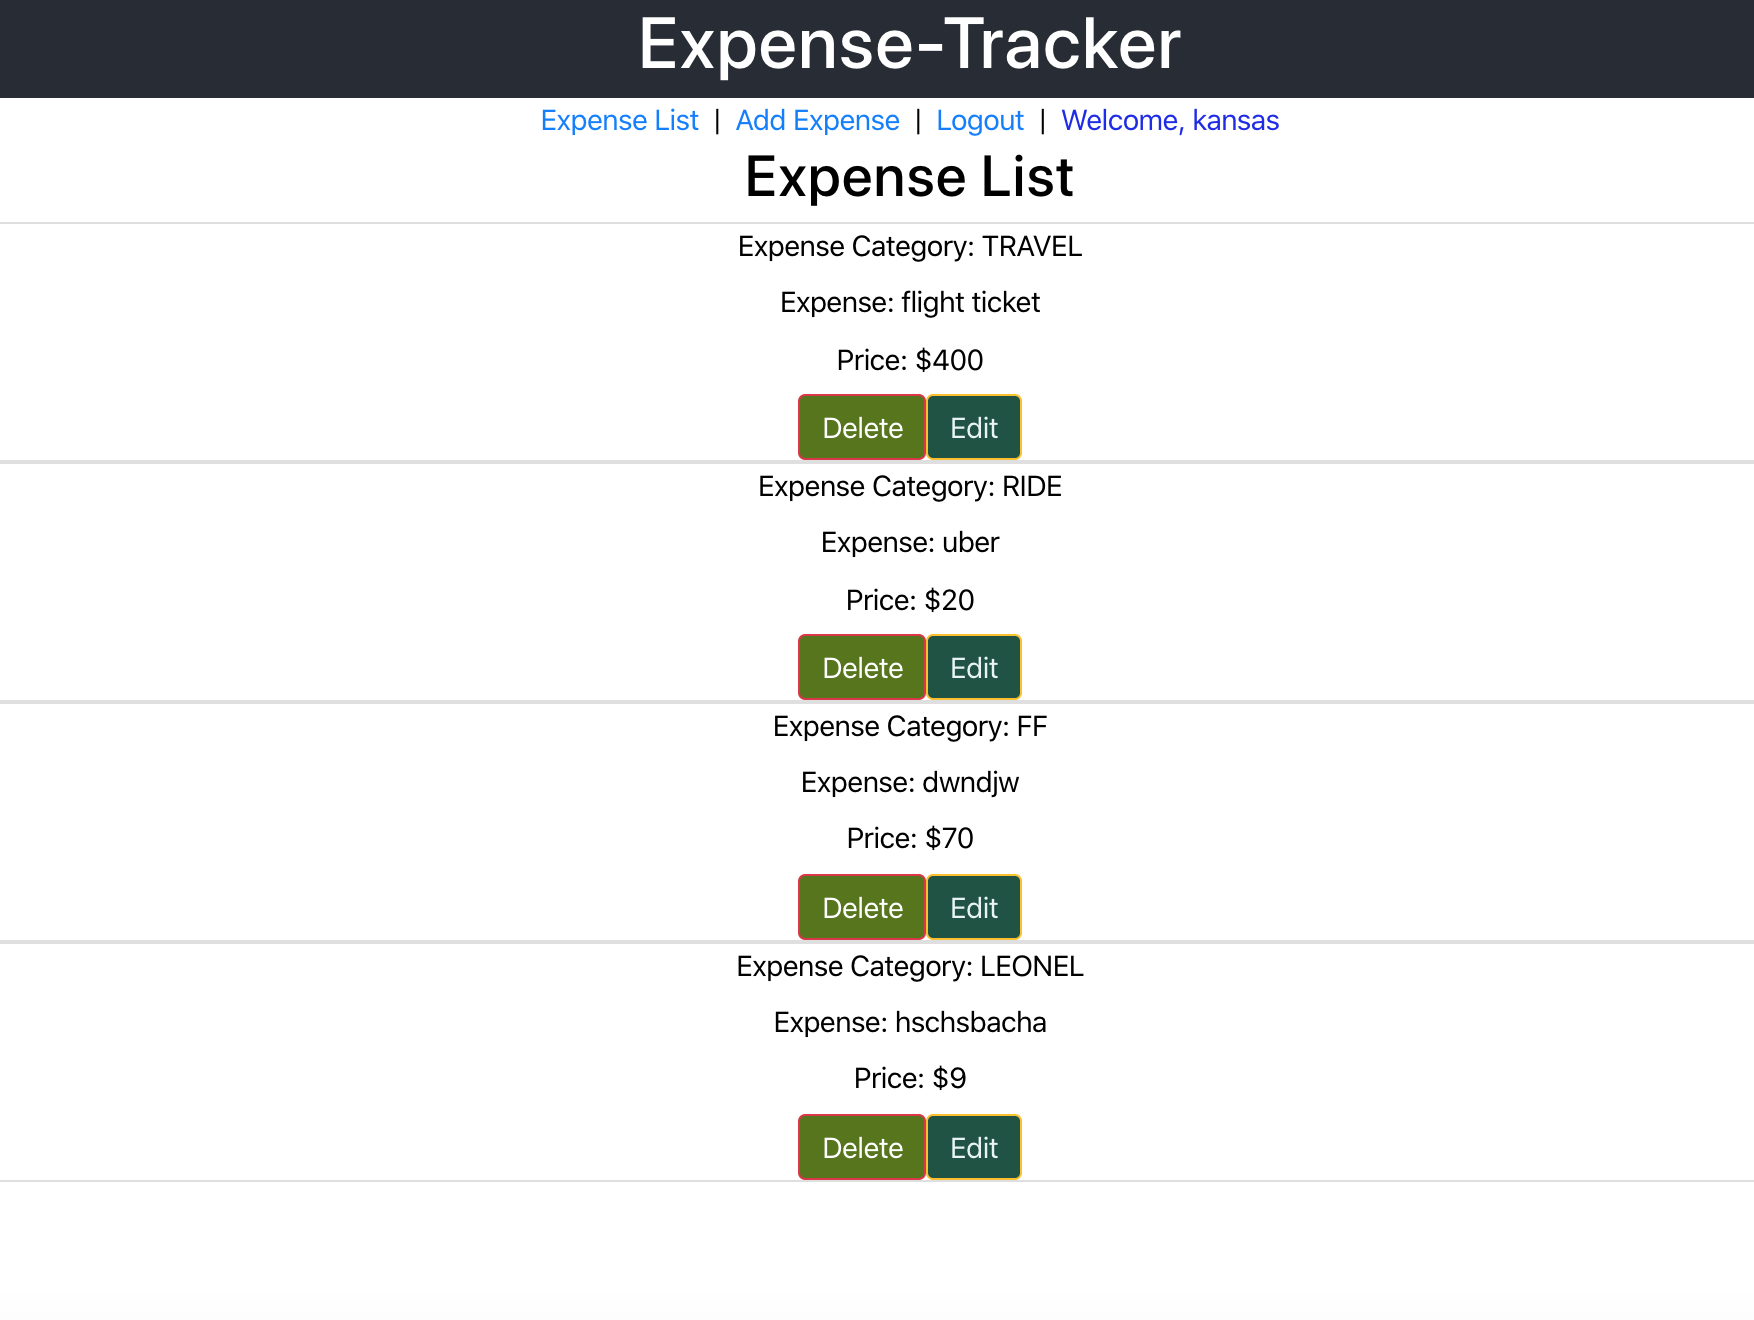 Expense-Tracker
Expense List | Add Expense | Logout | Welcome, kansas
Expense List
Expense Category: TRAVEL
Expense: flight ticket
Price: $400
Delete Edit
Expense Category: RIDE
Expense: uber
Price: $20
Delete Edit
Expense Category: FF
Expense: dwndjw
Price: $70
Delete Edit
Expense Category: LEONEL
Expense: hschsbacha
Price: $9
Delete Edit